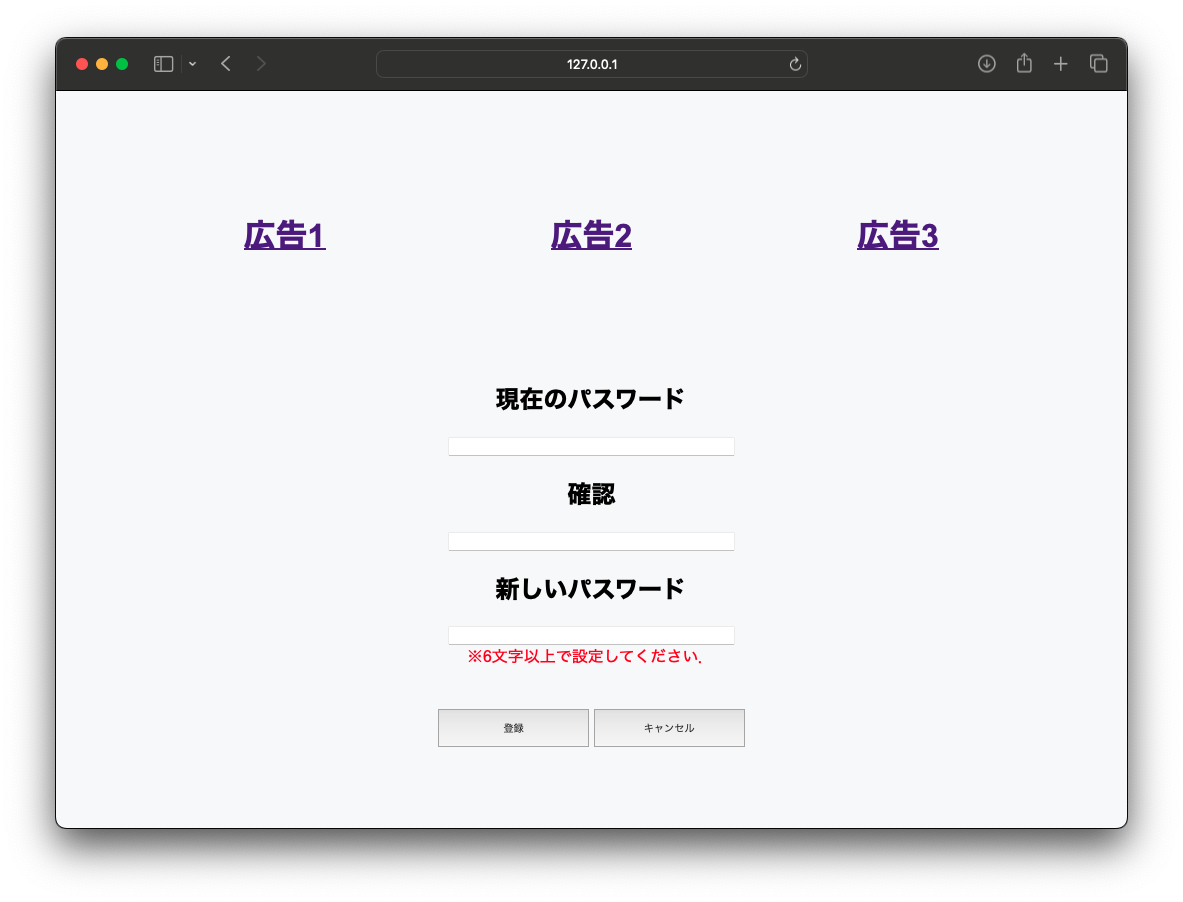 127.0.0.1
広告1 広告2 広告3
現在のパスワード
確認
新しいパスワード
※6文字以上で設定してください.
登録 キャンセル